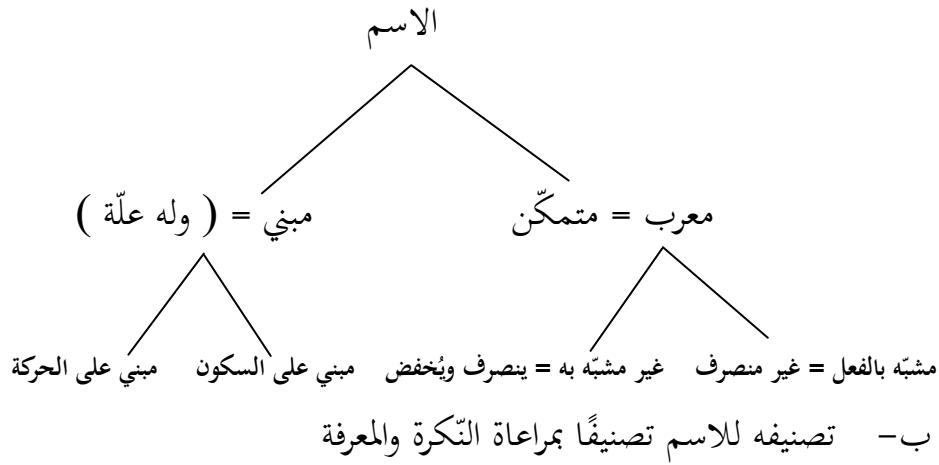 الاسم
معرب = متمكّن مبني = ( وله علّة )
مشبّه بالفعل = غير منصرف غير مشبّه به = ينصرف ويُخفض مبني على السكون مبني على الحركة
ب- تصنيفه للاسم تصنيفًا بمراعاة النّكرة والمعرفة